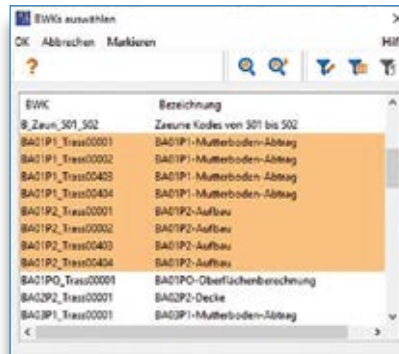 BWKs auswählen
OK Abbrechen Markieren Hilf
?
BWK Bezeichnung
B_Zaun_501_502 Zaeune Kodes von 501 bis 502
BA01P1_Trass00001 BA01P1-Mutterboden-Abtrag
BA01P1_Trass00002 BA01P1-Mutterboden-Abtrag
BA01P1_Trass00403 BA01P1-Mutterboden-Abtrag
BA01P1_Trass00404 BA01P1-Mutterboden-Abtrag
BA01P2_Trass00001 BA01P2-Aufbau
BA01P2_Trass00002 BA01P2-Aufbau
BA01P2_Trass00403 BA01P2-Aufbau
BA01P2_Trass00404 BA01P2-Aufbau
BA01PO_Trass00001 BA01PO-Oberflächenberechnung
BA02P2_Trass00001 BA02P2-Decke
BA03P1_Trass00001 BA03P1-Mutterboden-Abtrag